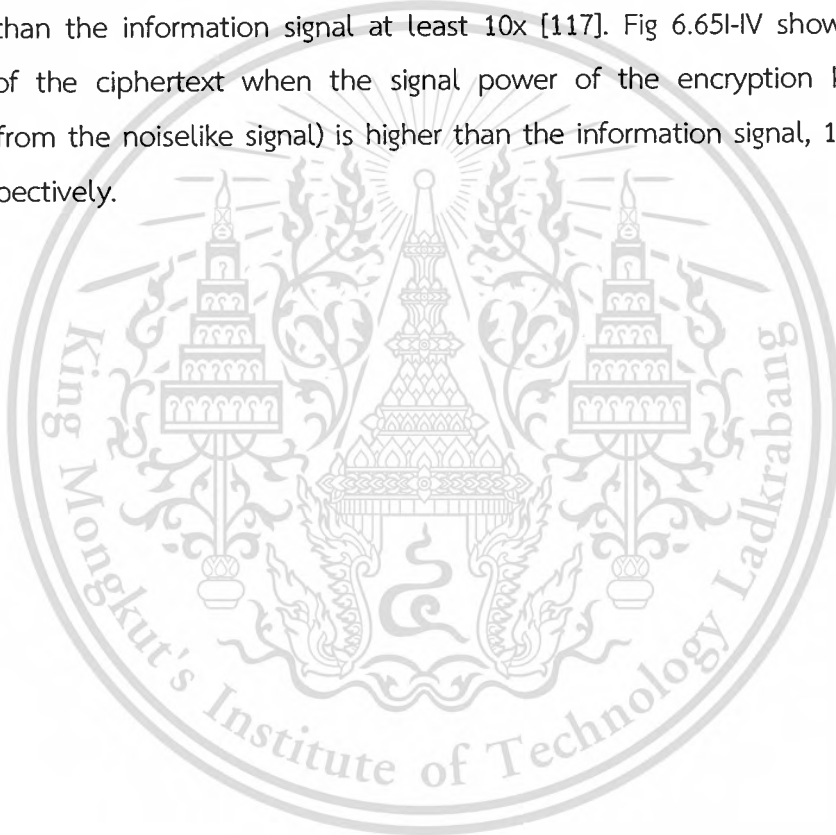 than the information signal at least 10x [117]. Fig 6.65I-IV show
of the ciphertext when the signal power of the encryption
from the noiselike signal) is higher than the information signal, 1
pectively.
King Mongkut's Institute of Technology Ladkrabang